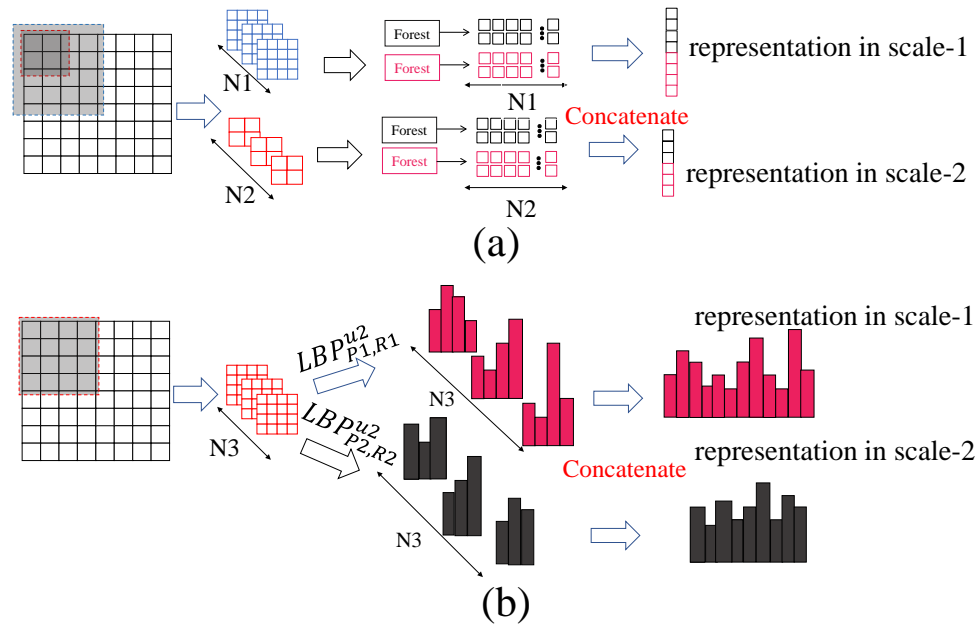 N1
Forest
Forest
N1
representation in scale-1
Concatenate
N2
Forest
Forest
N2
representation in scale-2
(a)
N3
LBP^{u2}_{P1,R1}
N3
representation in scale-1
LBP^{u2}_{P2,R2}
N3
Concatenate
representation in scale-2
(b)